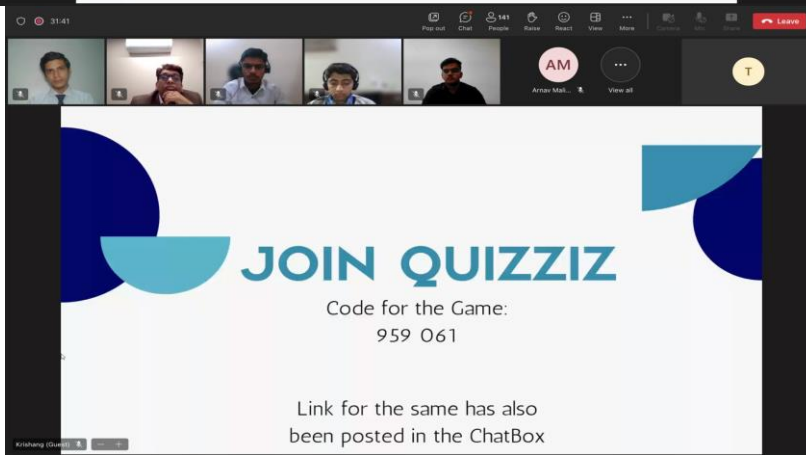 31:41
Pop out
Chat
141
People
Raise
React
View
More
Camera
Mic
Share
Leave
AM
Arnav Mali...
View all
T
JOIN QUIZZIZ
Code for the Game:
959 061
Link for the same has also
been posted in the ChatBox
Krishang (Guest)